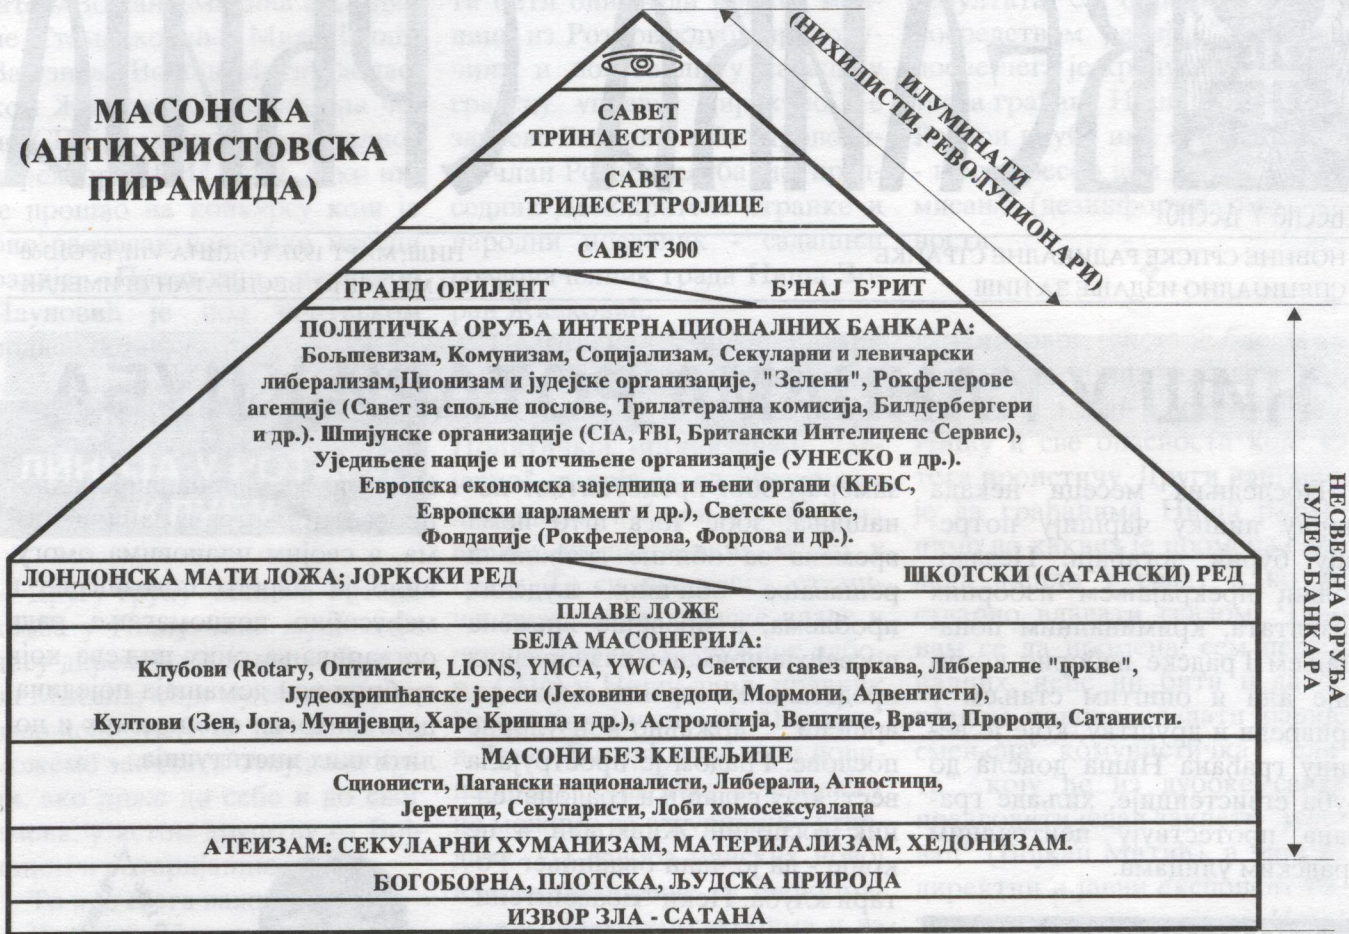 МАСОНСКА
(АНТИХРИСТОВСКА
ПИРАМИДА)
САВЕТ
ТРИНАЕСТОРИЦЕ
САВЕТ
ТРИДЕСЕТТРОЈИЦЕ
САВЕТ 300
ГРАНД ОРИЈЕНТ
Б’НАЈ Б’РИТ
ИЛУМИНАТИ
(НИХИЛИСТИ, РЕВОЛУЦИОНАРИ)
ПОЛИТИЧКА ОРУЂА ИНТЕРНАЦИОНАЛНИХ БАНКАРА:
Бољшевизам, Комунизам, Социјализам, Секуларни и левичарски
либерализам,Ционизам и јудејске организације, "Зелени", Рокфелерове
агенције (Савет за спољне послове, Трилатерална комисија, Билдербергери
и др.). Шпијунске организације (CIA, FBI, Британски Интелиџенс Сервис),
Уједињене нације и потчињене организације (УНЕСКО и др.).
Европска економска заједница и њени органи (КЕБС,
Европски парламент и др.), Светске банке,
Фондације (Рокфелерова, Фордова и др.).
ЛОНДОНСКА МАТИ ЛОЖА; ЈОРКСКИ РЕД
ШКОТСКИ (САТАНСКИ) РЕД
ПЛАВЕ ЛОЖЕ
БЕЛА МАСОНЕРИЈА:
Клубови (Rotary, Оптимисти, LIONS, YMCA, YWCA), Светски савет цркава, Либералне "цркве",
Јудеохришћанске јереси (Јеховини сведоци, Мормони, Адвентисти),
Култови (Зен, Јога, Мунијевци, Харе Кришна и др.), Астрологија, Вештице, Врачи, Пророци, Сатанисти.
МАСОНИ БЕЗ КЕЦЕЉИЦЕ
Сционисти, Плаћеници, Комунисти, Либерали, Агностици,
Јеретици, Секуларисти, Лопови, Хомосексуалци
АТЕИЗАМ: СЕКУЛАРНИ ХУМАНИЗАМ, МАТЕРИЈАЛИЗАМ, ХЕДОНИЗАМ.
БОГОБОРНА, ПЛОТСКА, ЉУДСКА ПРИРОДА
ИЗВОР ЗЛА - САТАНА
НЕСВЕСНА ОРУЂА
ЈУДЕО-БАНКАРА